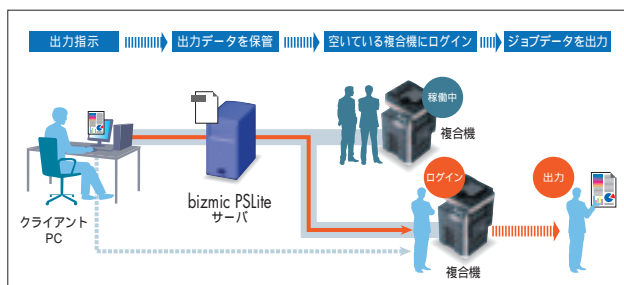 出力指示
出力データを保管
空いている複合機にログイン
ジョブデータを出力
稼働中
複合機
bizmic PSLite
サーバ
クライアント
PC
ログイン
出力
複合機